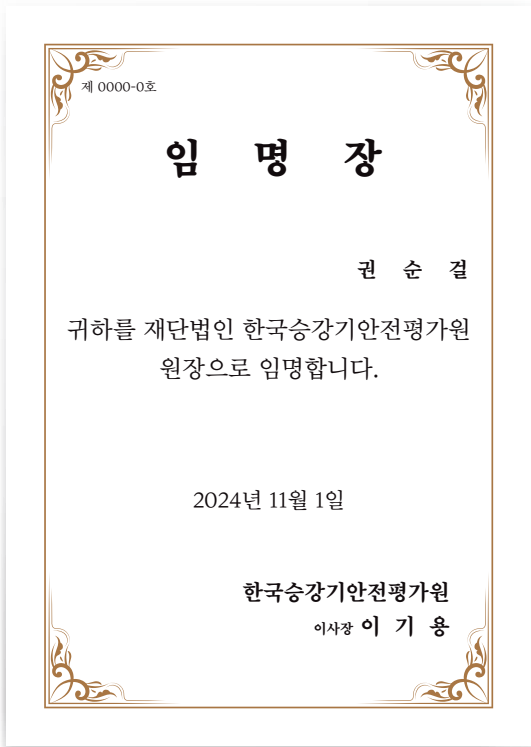 제 0000-0호
임 명 장
권 순 걸
귀하를 재단법인 한국승강기안전평가원
원장으로 임명합니다.
2024년 11월 1일
한국승강기안전평가원
이사장 이 기 용